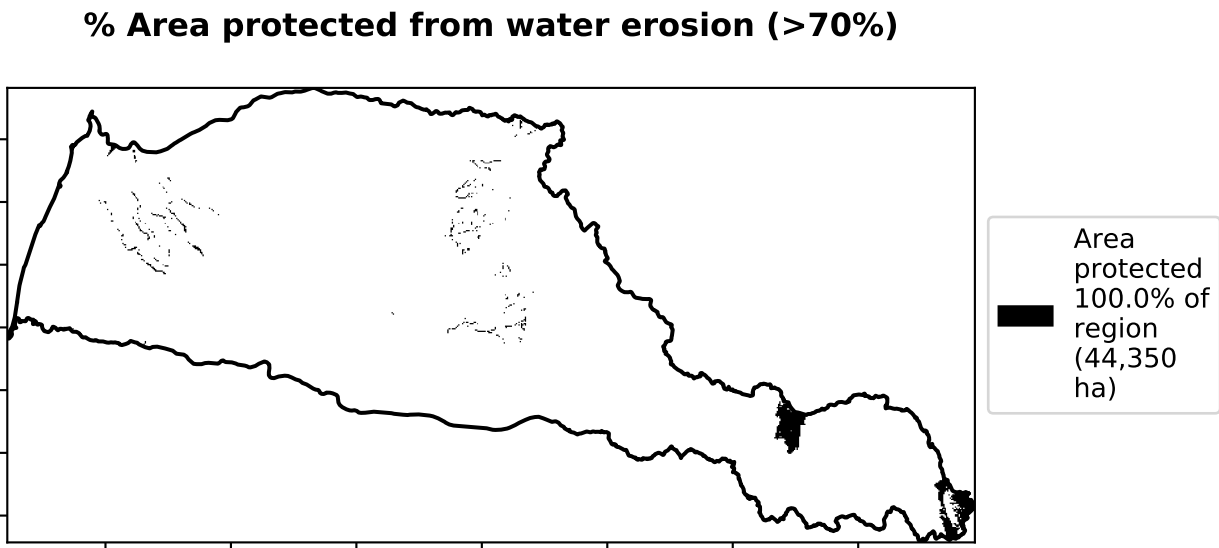 % Area protected from water erosion (>70%)
Area
protected
100.0% of
region
(44,350
ha)